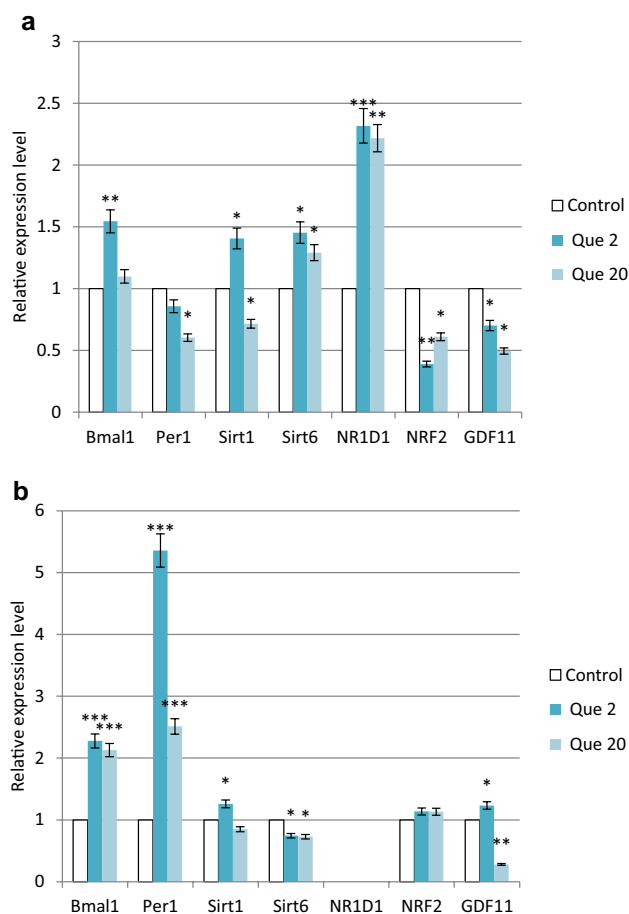 a
3
2.5
2
1.5
1
0.5
0
Relative expression level
*** **
**
* * *
*
*
** *
* *
Bmal1 Per1 Sirt1 Sirt6 NR1D1 NRF2 GDF11
Control
Que 2
Que 20
b
6
5
4
3
2
1
0
Relative expression level
***
*** ***
***
*
* *
*
**
Bmal1 Per1 Sirt1 Sirt6 NR1D1 NRF2 GDF11
Control
Que 2
Que 20